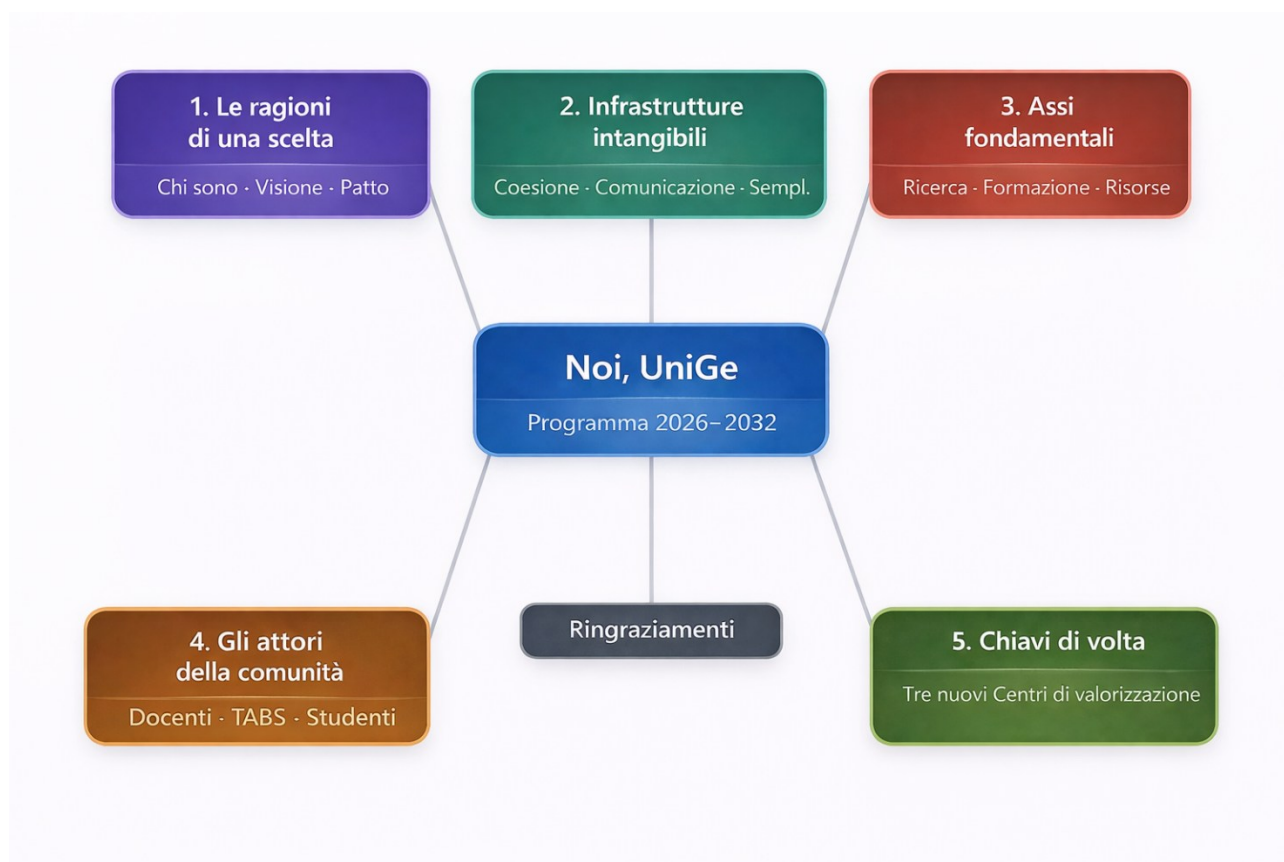 1. Le ragioni
di una scelta
Chi sono · Visione · Patto
2. Infrastrutture
intangibili
Coesione · Comunicazione · Sempl.
3. Assi
fondamentali
Ricerca · Formazione · Risorse
Noi, UniGe
Programma 2026–2032
4. Gli attori
della comunità
Docenti · TABS · Studenti
Ringraziamenti
5. Chiavi di volta
Tre nuovi Centri di valorizzazione